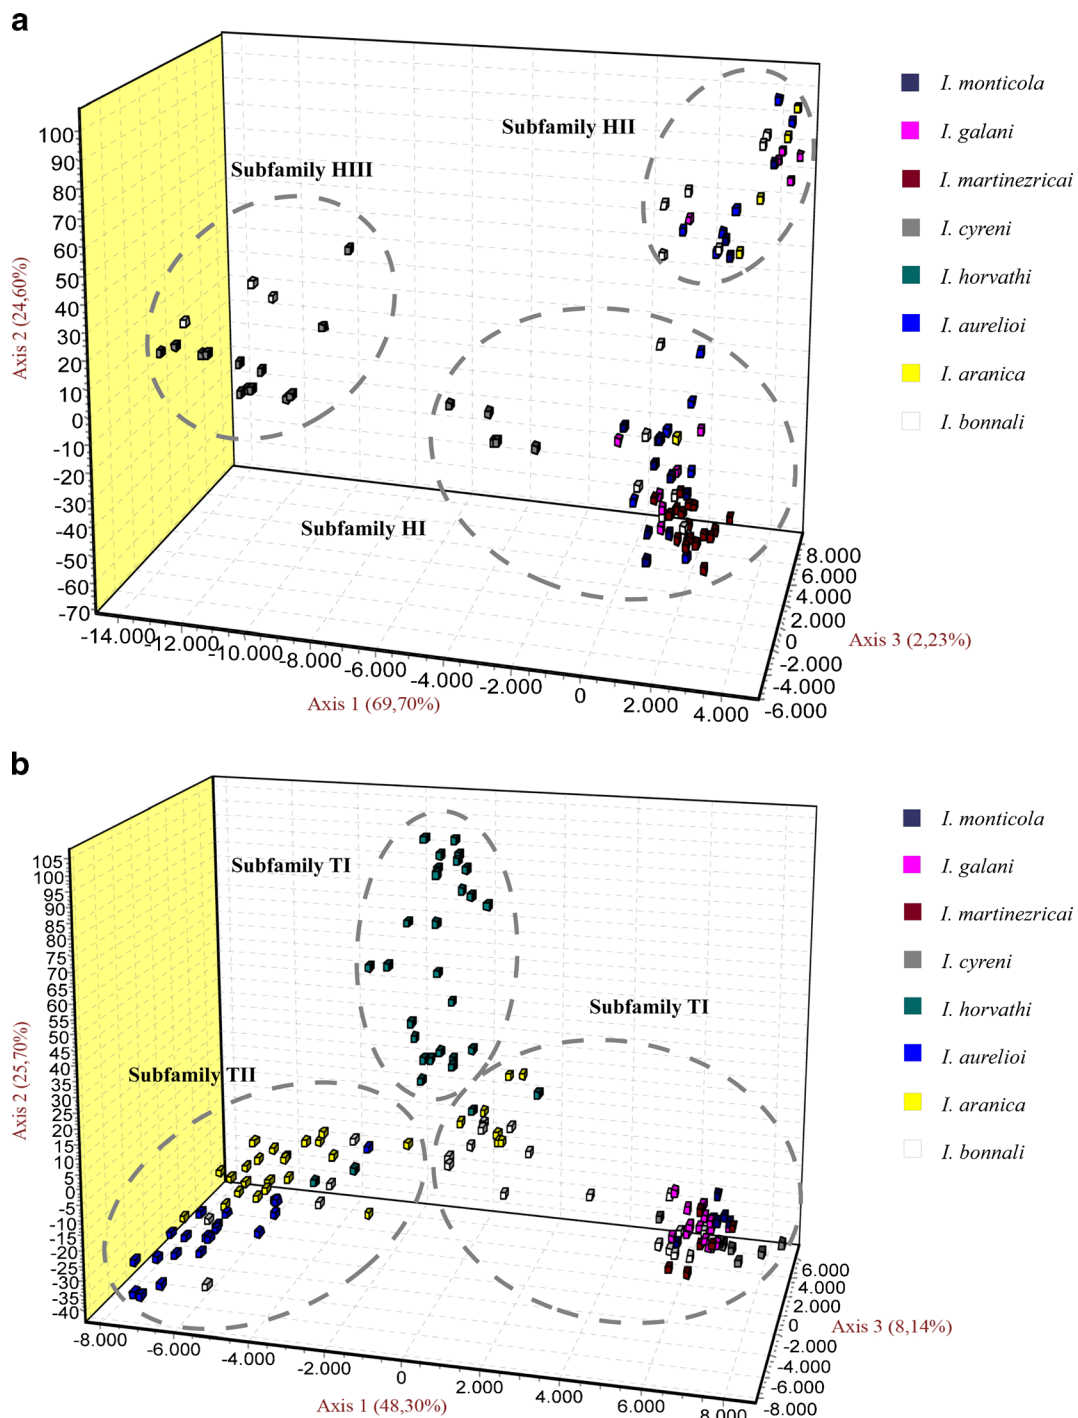 a
Subfamily HII
Subfamily HIII
Subfamily HI
100
90
80
70
60
50
40
30
20
10
0
-10
-20
-30
-40
-50
-60
-70
Axis 2 (24,60%)
-14.000
-12.000
-10.000
-8.000
-6.000
-4.000
-2.000
0
2.000
4.000
Axis 1 (69,70%)
8.000
6.000
4.000
2.000
0
-2.000
-4.000
-6.000
Axis 3 (2,23%)
I. monticola
I. galani
I. martinezricai
I. cyreni
I. horvathi
I. aurelioi
I. aranica
I. bonnali
b
Subfamily TI
Subfamily TI
Subfamily TII
105
100
95
90
85
80
75
70
65
60
55
50
45
40
35
30
25
20
15
10
5
0
-5
-10
-15
-20
-25
-30
-35
-40
Axis 2 (25,70%)
-8.000
-6.000
-4.000
-2.000
0
2.000
4.000
6.000
8.000
Axis 1 (48,30%)
6.000
4.000
2.000
0
-2.000
-4.000
-6.000
-8.000
Axis 3 (8,14%)
I. monticola
I. galani
I. martinezricai
I. cyreni
I. horvathi
I. aurelioi
I. aranica
I. bonnali